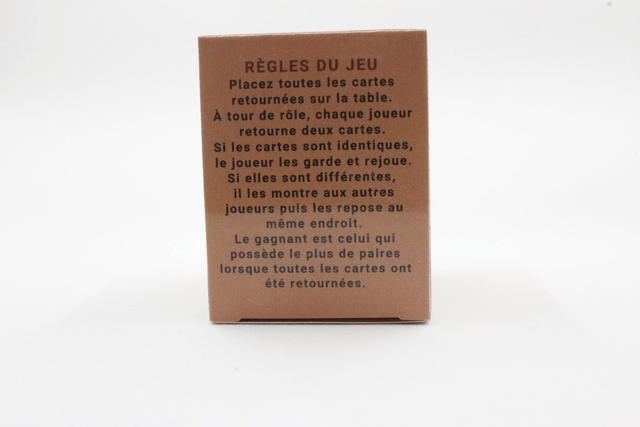 RÈGLES DU JEU
Placez toutes les cartes
retournées sur la table.
À tour de rôle, chaque joueur
retourne deux cartes.
Si les cartes sont identiques,
le joueur les garde et rejoue.
Si elles sont différentes,
il les montre aux autres
joueurs puis les repose au
même endroit.
Le gagnant est celui qui
possède le plus de paires
lorsque toutes les cartes ont
été retournées.